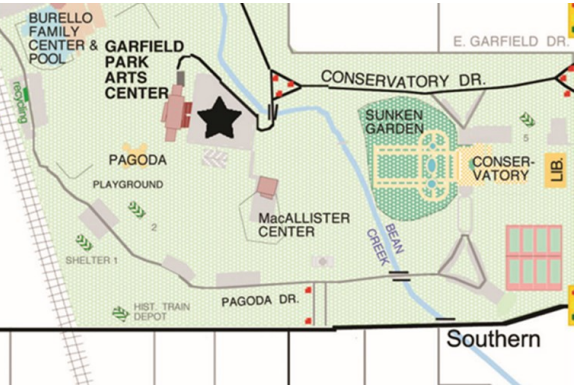 BURELLO
FAMILY
CENTER &
POOL
GARFIELD
PARK
ARTS
CENTER
E. GARFIELD DR.
CONSERVATORY DR.
recycling
SUNKEN
GARDEN
5
PAGODA
CONSER-
VATORY
LIB.
PLAYGROUND
2
MacALLISTER
CENTER
BEAN
CREEK
SHELTER 1
PAGODA DR.
HIST. TRAIN
DEPOT
Southern